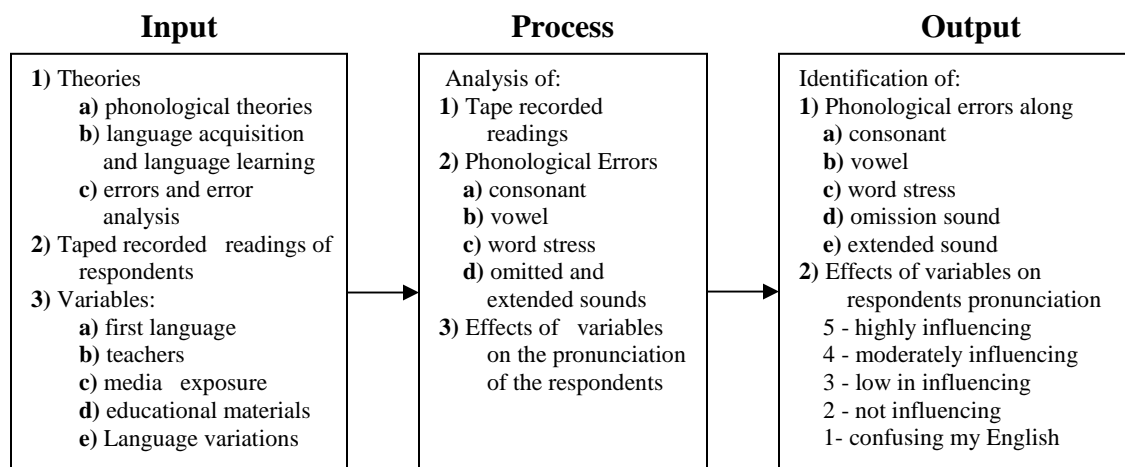 Input
1) Theories
a) phonological theories
b) language acquisition
and language learning
c) errors and error
analysis
2) Taped recorded readings of
respondents
3) Variables:
a) first language
b) teachers
c) media exposure
d) educational materials
e) Language variations
Process
Analysis of:
1) Tape recorded
readings
2) Phonological Errors
a) consonant
b) vowel
c) word stress
d) omitted and
extended sounds
3) Effects of variables
on the pronunciation
of the respondents
Output
Identification of:
1) Phonological errors along
a) consonant
b) vowel
c) word stress
d) omission sound
e) extended sound
2) Effects of variables on
respondents pronunciation
5 - highly influencing
4 - moderately influencing
3 - low in influencing
2 - not influencing
1- confusing my English